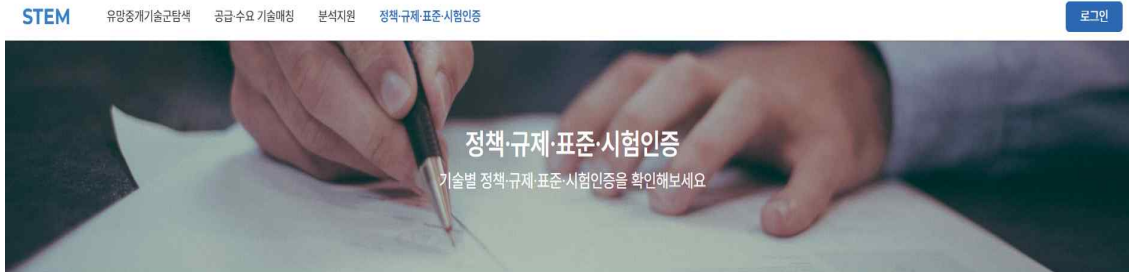 STEM 유망중개기술군탐색 공급·수요 기술매칭 분석지원 정책·규제·표준·시험인증 로그인
정책·규제·표준·시험인증
기술별 정책·규제·표준·시험인증을 확인해보세요